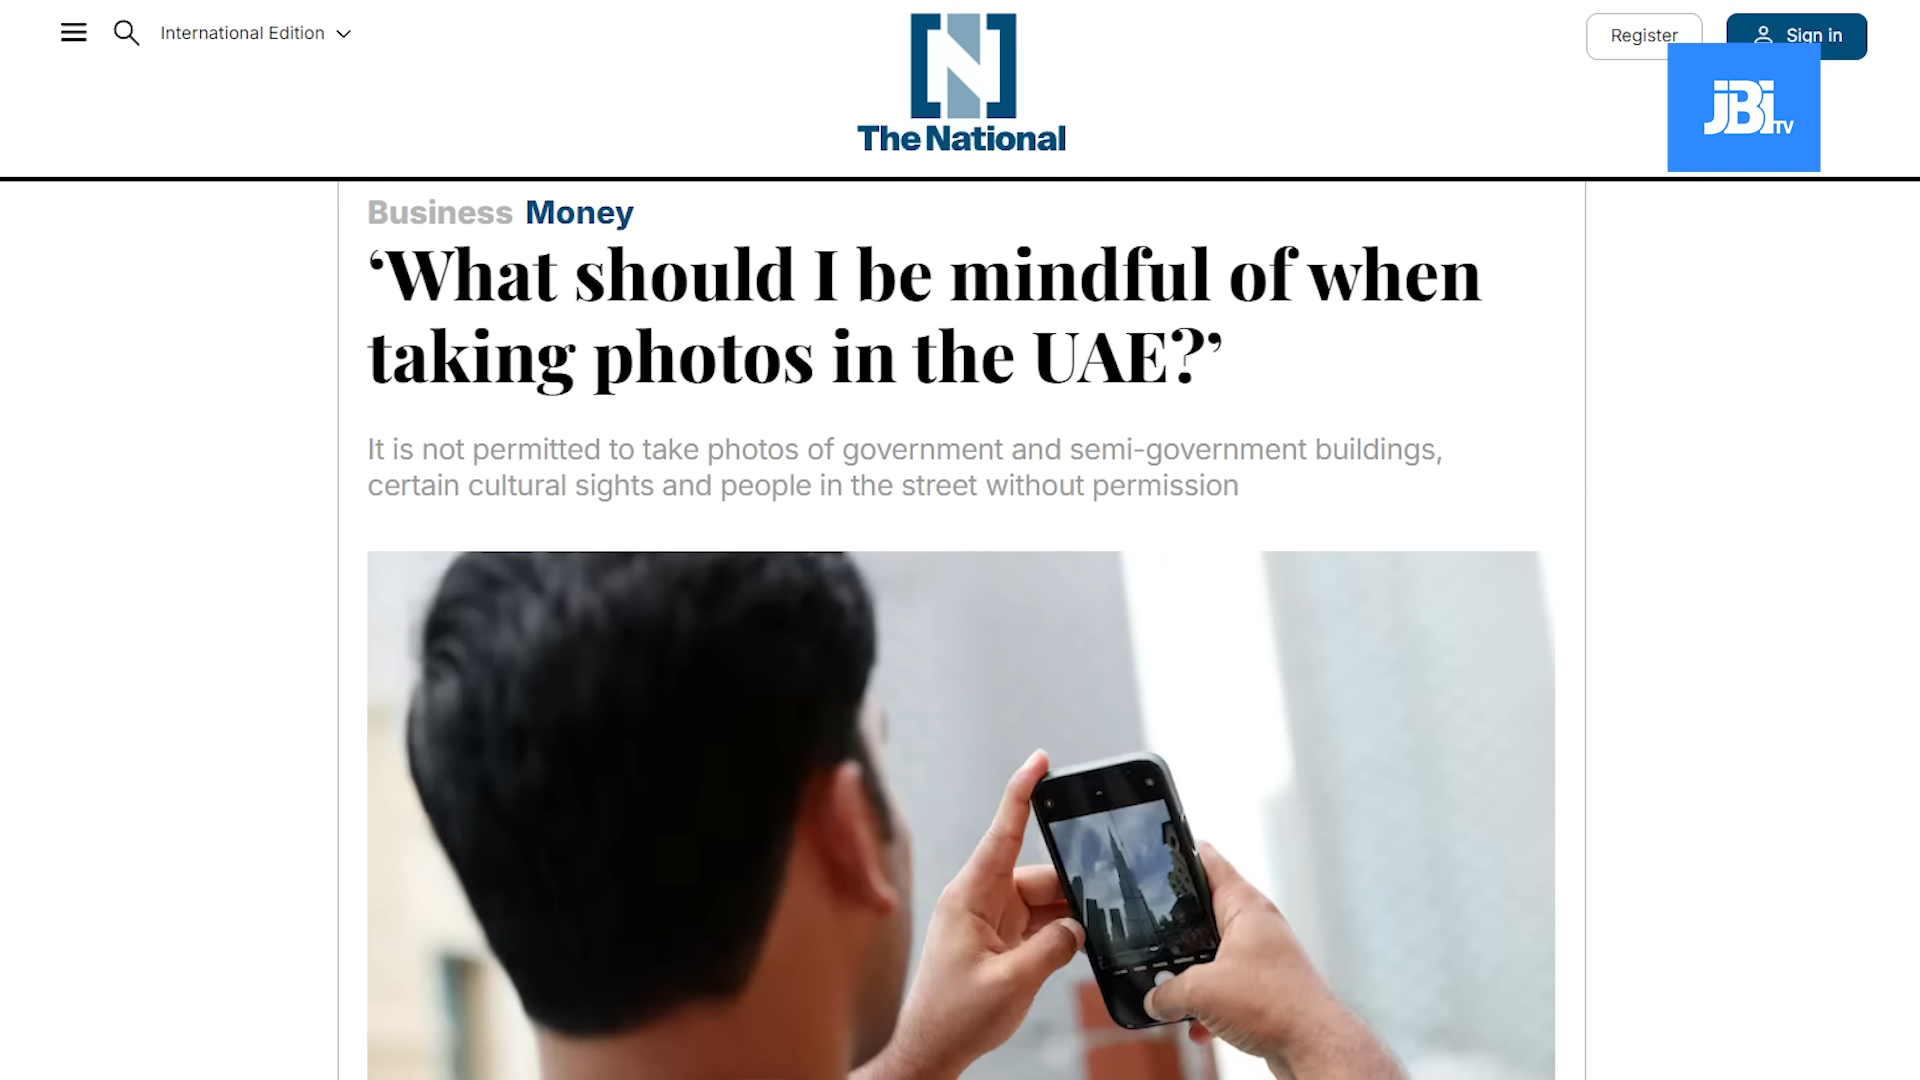 International Edition
[N]
The National
Register
Sign in
JBi TV
Business Money
‘What should I be mindful of when
taking photos in the UAE?’
It is not permitted to take photos of government and semi-government buildings,
certain cultural sights and people in the street without permission